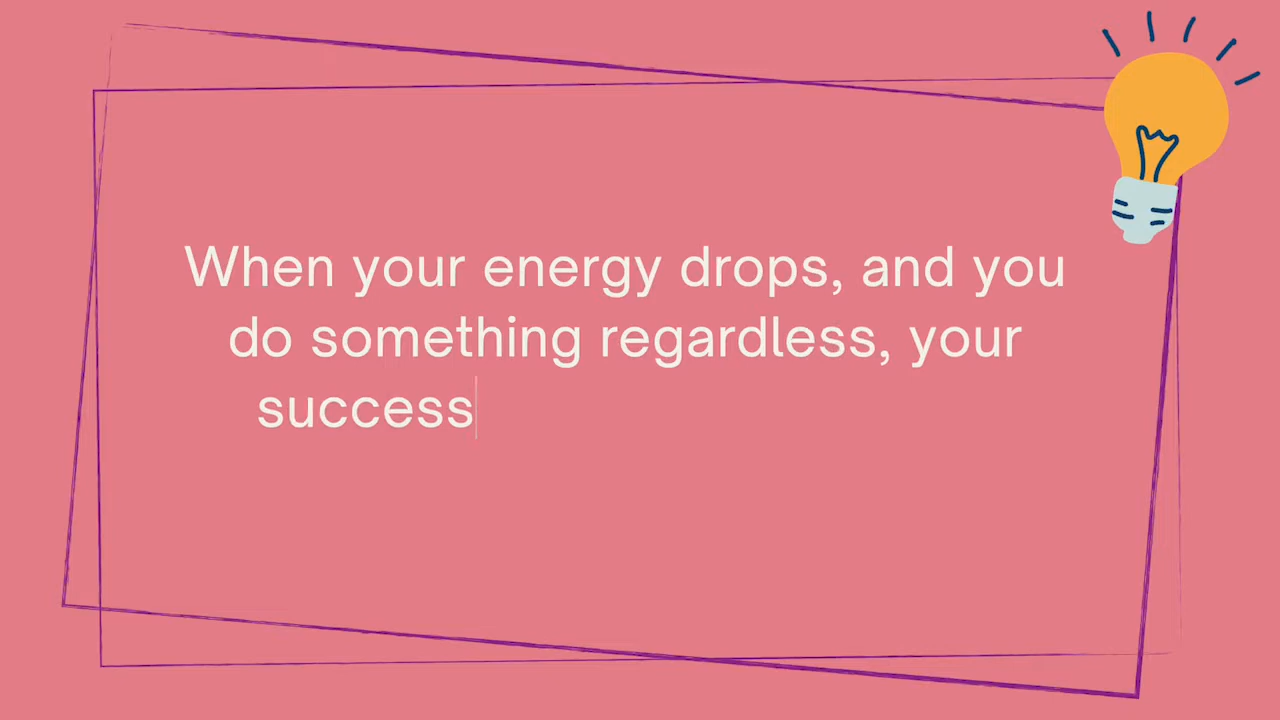 When your energy drops, and you
do something regardless, your
success